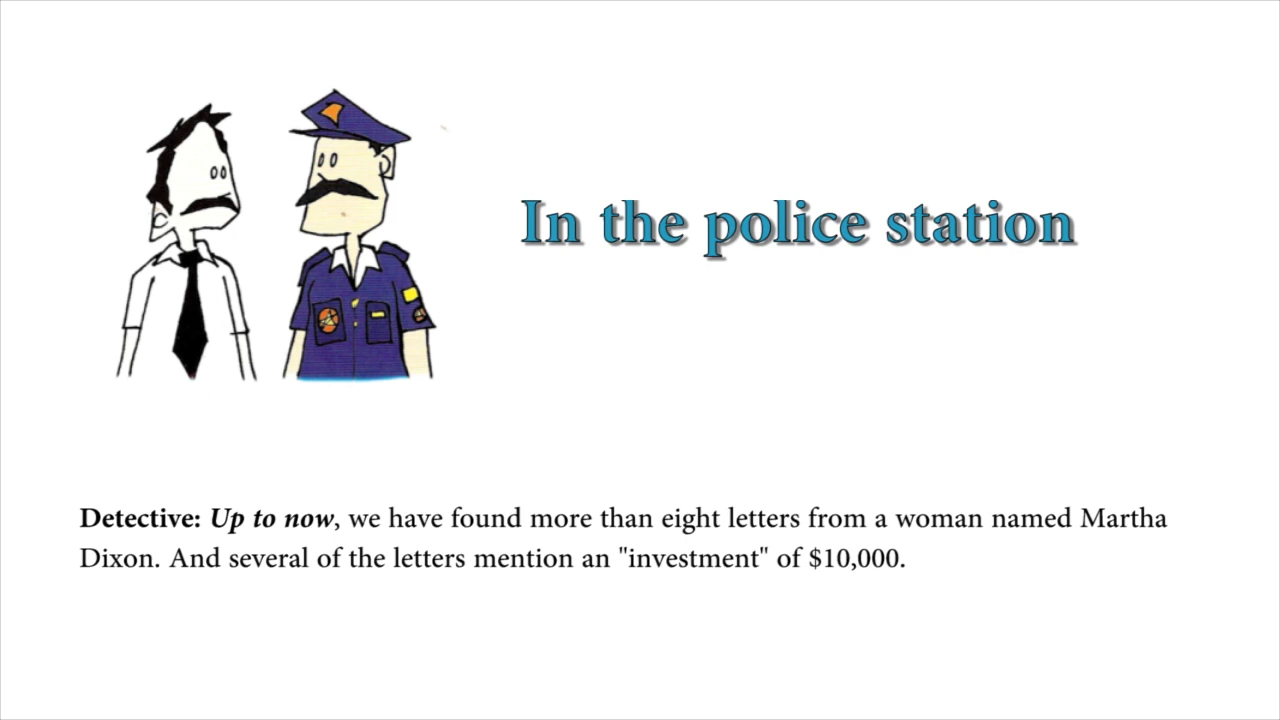 In the police station
Detective: Up to now, we have found more than eight letters from a woman named Martha
Dixon. And several of the letters mention an "investment" of $10,000.